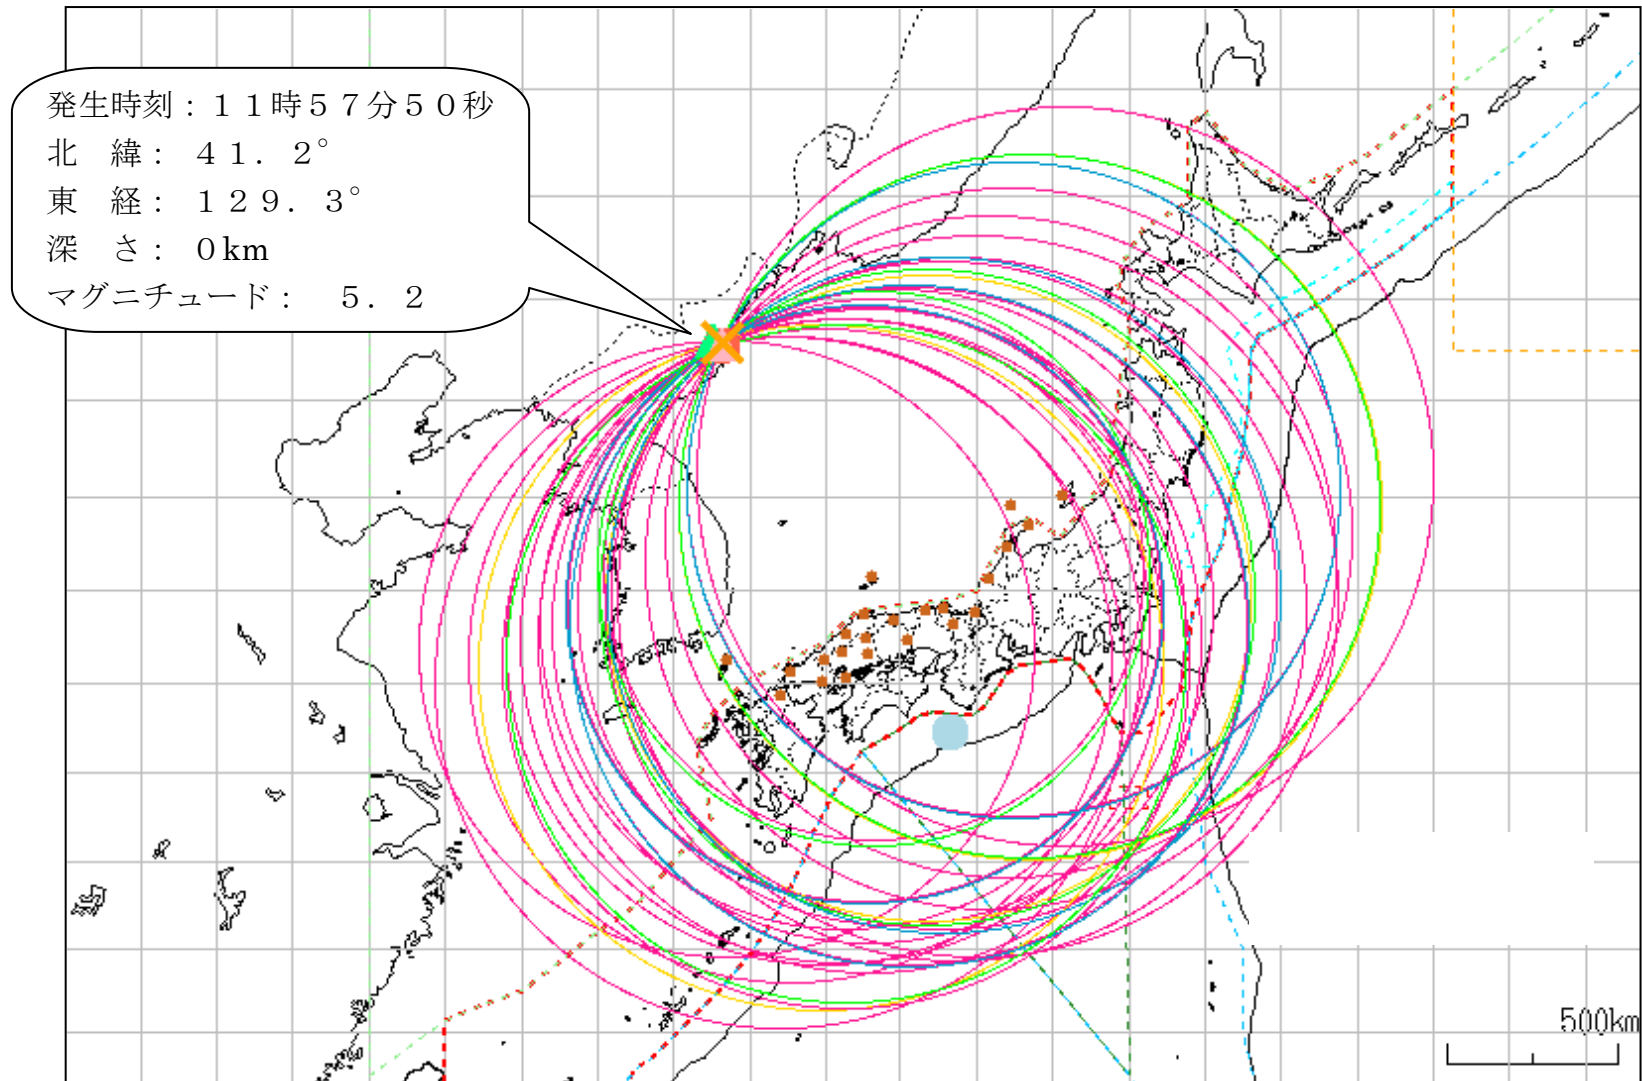 発生時刻：１１時５７分５０秒
北　緯： ４１．２°
東　経： １２９．３°
深　さ： ０km
マグニチュード：　５．２
500km